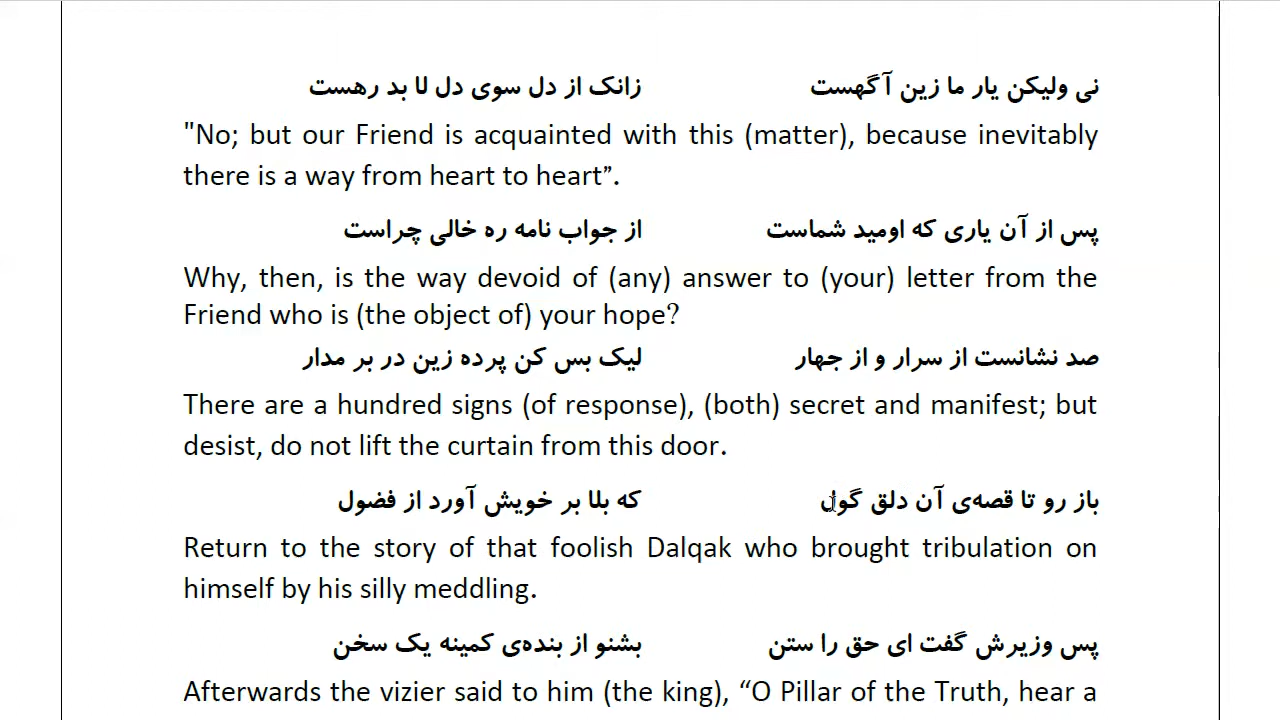 نی ولیکن یار ما زین آگهست زانک از دل سوی دل لا بد رهست
"No; but our Friend is acquainted with this (matter), because inevitably
there is a way from heart to heart”.
پس از آن یاری که اومید شماست از جواب نامه ره خالی چراست
Why, then, is the way devoid of (any) answer to (your) letter from the
Friend who is (the object of) your hope?
صد نشانست از سرار و از جهار لیک بس کن پرده زین در بر مدار
There are a hundred signs (of response), (both) secret and manifest; but
desist, do not lift the curtain from this door.
باز رو تا قصه‌ی آن دلق گول که بلا بر خویش آورد از فضول
Return to the story of that foolish Dalqak who brought tribulation on
himself by his silly meddling.
پس وزیرش گفت ای حق را ستن بشنو از بنده‌ی کمینه یک سخن
Afterwards the vizier said to him (the king), “O Pillar of the Truth, hear a